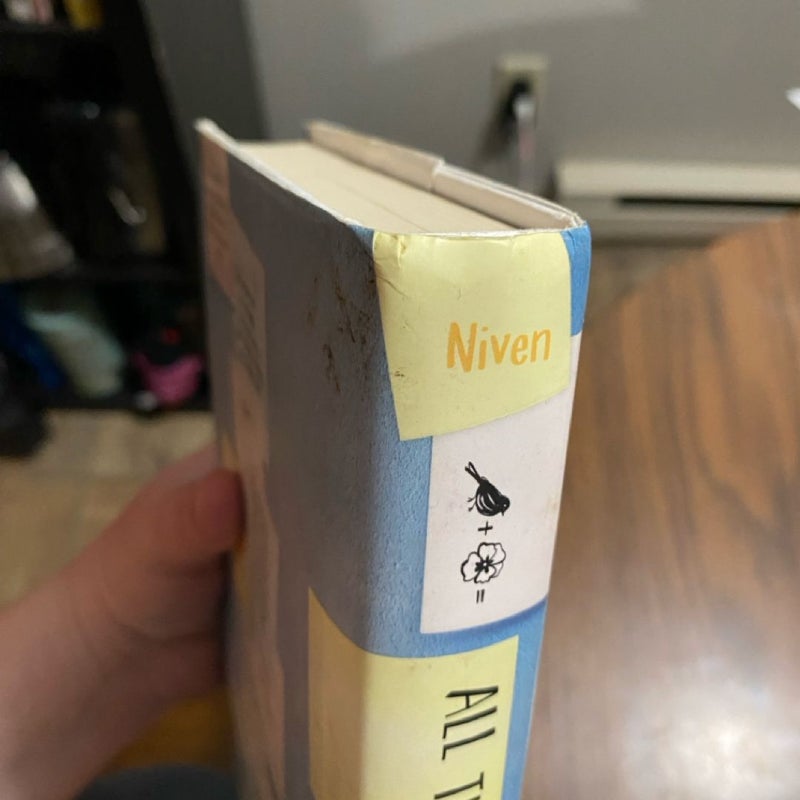 Niven
+
=
ALL